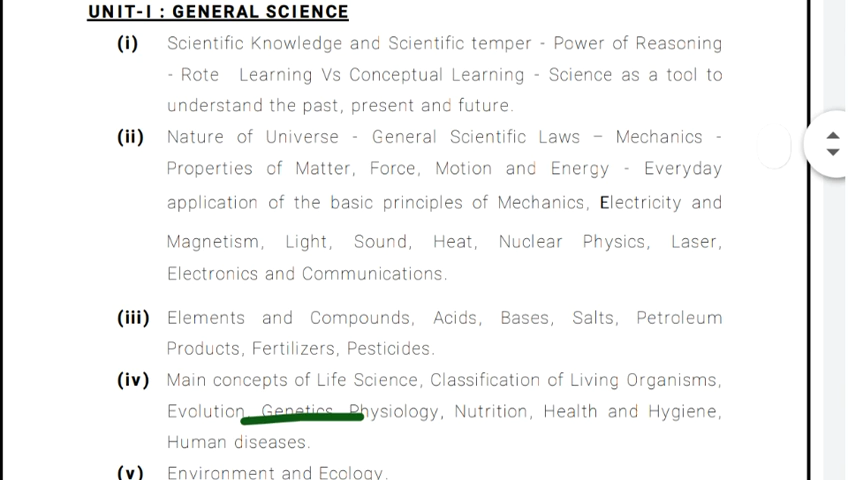 UNIT-I : GENERAL SCIENCE
(i) Scientific Knowledge and Scientific temper - Power of Reasoning
- Rote Learning Vs Conceptual Learning - Science as a tool to
understand the past, present and future.
(ii) Nature of Universe - General Scientific Laws – Mechanics -
Properties of Matter, Force, Motion and Energy - Everyday
application of the basic principles of Mechanics, Electricity and
Magnetism, Light, Sound, Heat, Nuclear Physics, Laser,
Electronics and Communications.
(iii) Elements and Compounds, Acids, Bases, Salts, Petroleum
Products, Fertilizers, Pesticides.
(iv) Main concepts of Life Science, Classification of Living Organisms,
Evolution, Genetics, Physiology, Nutrition, Health and Hygiene,
Human diseases.
(v) Environment and Ecology.